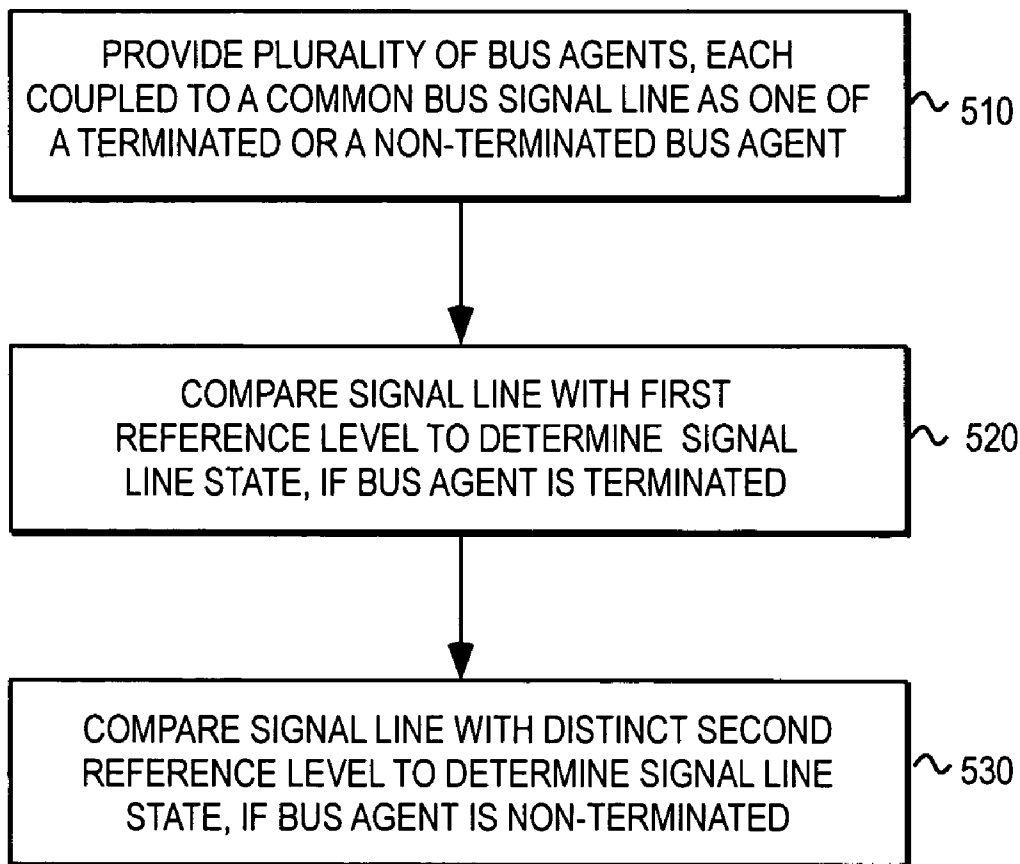 PROVIDE PLURALITY OF BUS AGENTS, EACH
COUPLED TO A COMMON BUS SIGNAL LINE AS ONE OF
A TERMINATED OR A NON-TERMINATED BUS AGENT
510
COMPARE SIGNAL LINE WITH FIRST
REFERENCE LEVEL TO DETERMINE SIGNAL
LINE STATE, IF BUS AGENT IS TERMINATED
520
COMPARE SIGNAL LINE WITH DISTINCT SECOND
REFERENCE LEVEL TO DETERMINE SIGNAL LINE
STATE, IF BUS AGENT IS NON-TERMINATED
530